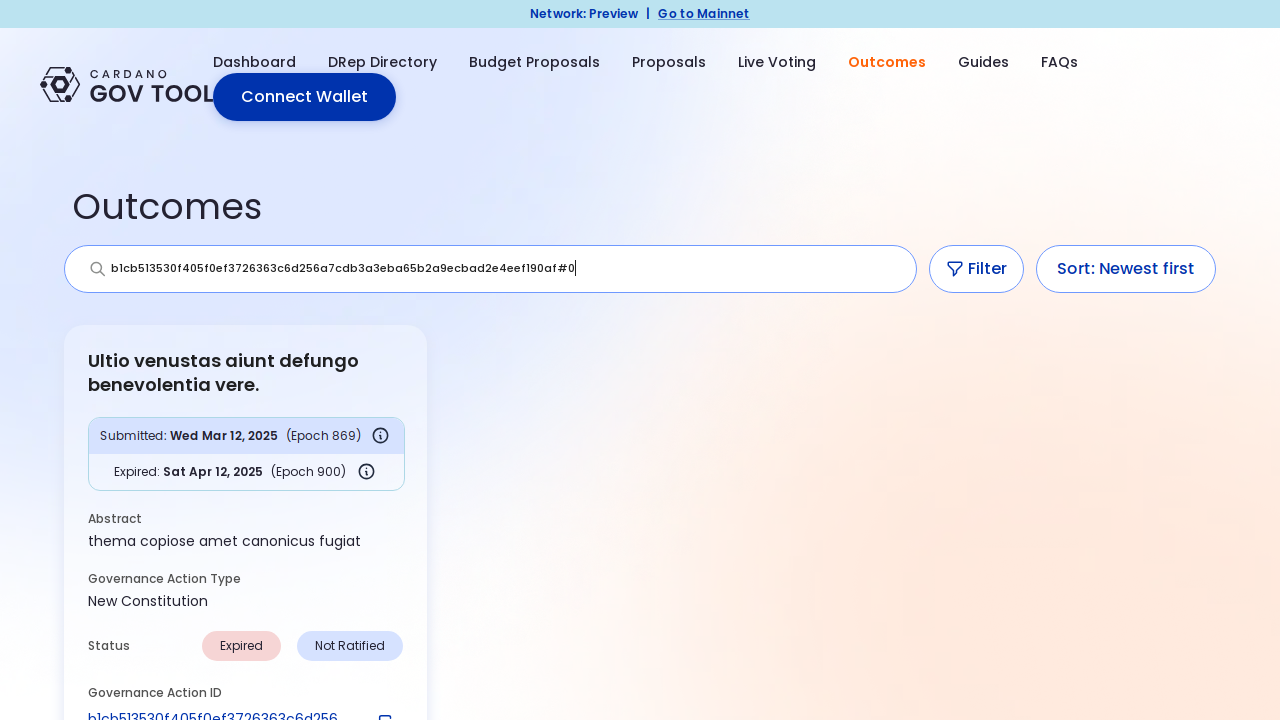 Network: Preview | Go to Mainnet
CARDANO
GOV TOOL
Dashboard DRep Directory Budget Proposals Proposals Live Voting Outcomes Guides FAQs
Connect Wallet
Outcomes
b1cb513530f405f0ef3726363c6d256a7cdb3a3eba65b2a9ecbad2e4eef190af#0
Filter
Sort: Newest first
Ultio venustas aiunt defungo
benevolentia vere.
Submitted: Wed Mar 12, 2025 (Epoch 869)
Expired: Sat Apr 12, 2025 (Epoch 900)
Abstract
thema copiose amet canonicus fugiat
Governance Action Type
New Constitution
Status Expired Not Ratified
Governance Action ID
b1cb513530f405f0ef3726363c6d256